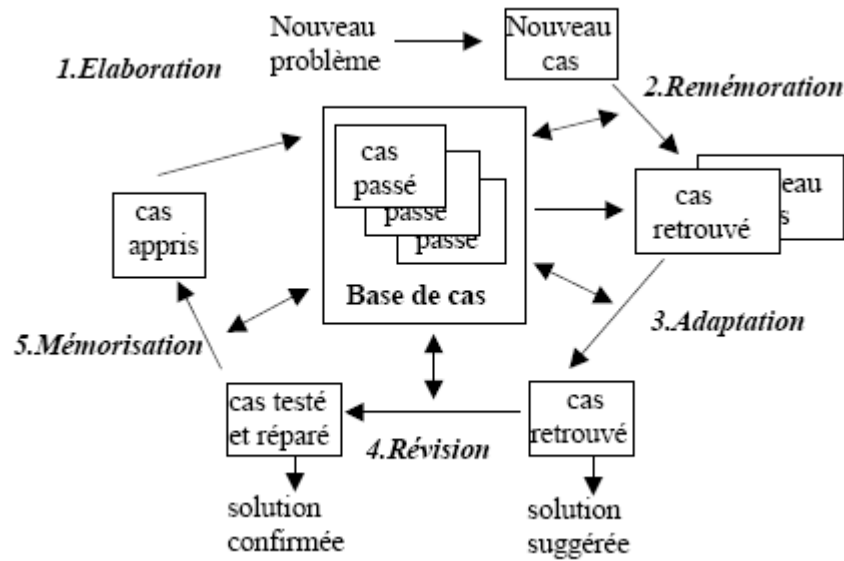 Nouveau
problème
Nouveau
cas
1.Elaboration
2.Remémoration
cas
passé
passé
passé
Base de cas
cas
retrouvé
eau
s
cas
appris
3.Adaptation
5.Mémorisation
cas testé
et réparé
4.Révision
cas
retrouvé
solution
confirmée
solution
suggérée